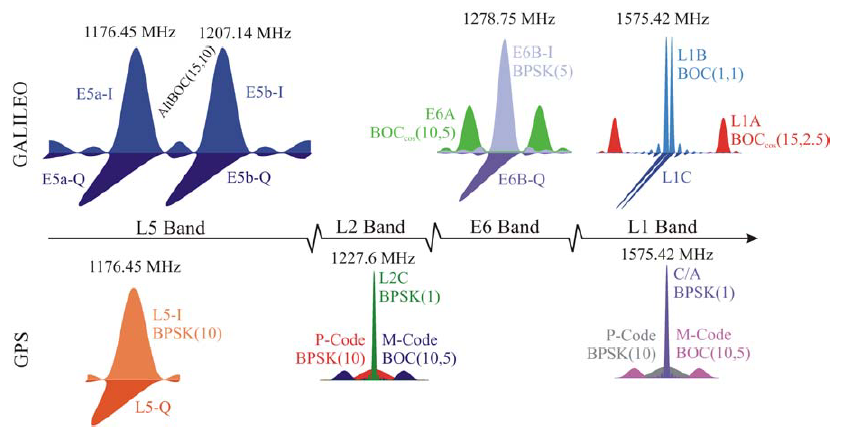 1176.45 MHz
1207.14 MHz
1278.75 MHz
1575.42 MHz
GALILEO
E5a-I
AltBOC(15,10)
E5b-I
E6B-I
BPSK(5)
E6A
BOCcos(10,5)
L1B
BOC(1,1)
L1A
BOCcos(15,2.5)
E5a-Q
E5b-Q
E6B-Q
L1C
L5 Band
L2 Band
E6 Band
L1 Band
GPS
1176.45 MHz
L5-I
BPSK(10)
L5-Q
1227.6 MHz
L2C
BPSK(1)
P-Code
BPSK(10)
M-Code
BOC(10,5)
1575.42 MHz
C/A
BPSK(1)
P-Code
BPSK(10)
M-Code
BOC(10,5)